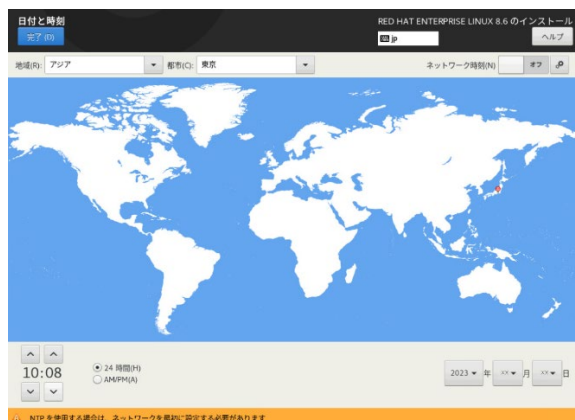 日付と時刻
RED HAT ENTERPRISE LINUX 8.6 のインストール
完了 (D)
jp
ヘルプ
地域(R): アジア 都市(C): 東京 ネットワーク時刻(N) オフ
10:08
24 時間(H)
AM/PM(A)
2023 年 xx 月 xx 日
NTP を使用する場合は、ネットワークを最初に設定する必要があります